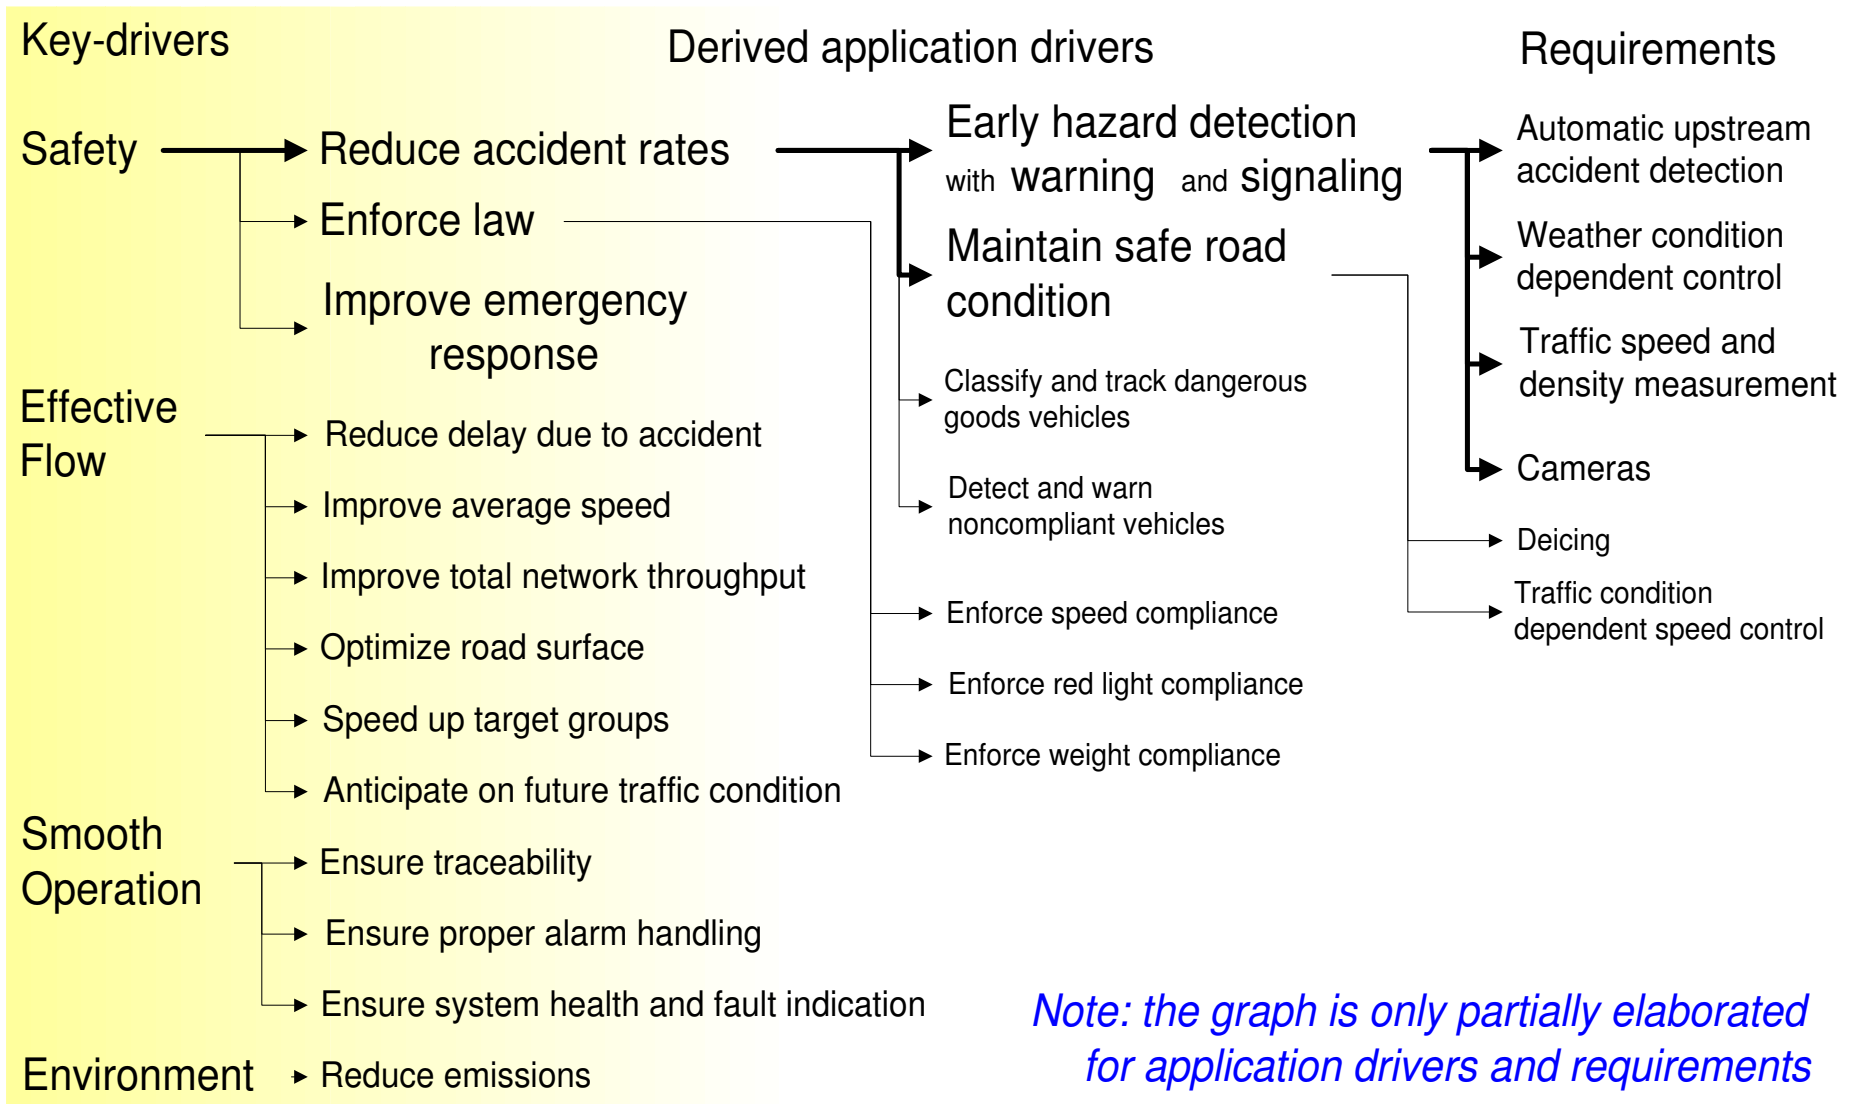 Key-drivers
Derived application drivers
Requirements
Safety
Reduce accident rates
Enforce law
Improve emergency
response
Effective
Flow
Reduce delay due to accident
Improve average speed
Improve total network throughput
Optimize road surface
Speed up target groups
Anticipate on future traffic condition
Smooth
Operation
Ensure traceability
Ensure proper alarm handling
Ensure system health and fault indication
Environment
Reduce emissions
Early hazard detection
with warning and signaling
Maintain safe road
condition
Classify and track dangerous
goods vehicles
Detect and warn
noncompliant vehicles
Enforce speed compliance
Enforce red light compliance
Enforce weight compliance
Automatic upstream
accident detection
Weather condition
dependent control
Traffic speed and
density measurement
Cameras
Deicing
Traffic condition
dependent speed control
Note: the graph is only partially elaborated
for application drivers and requirements